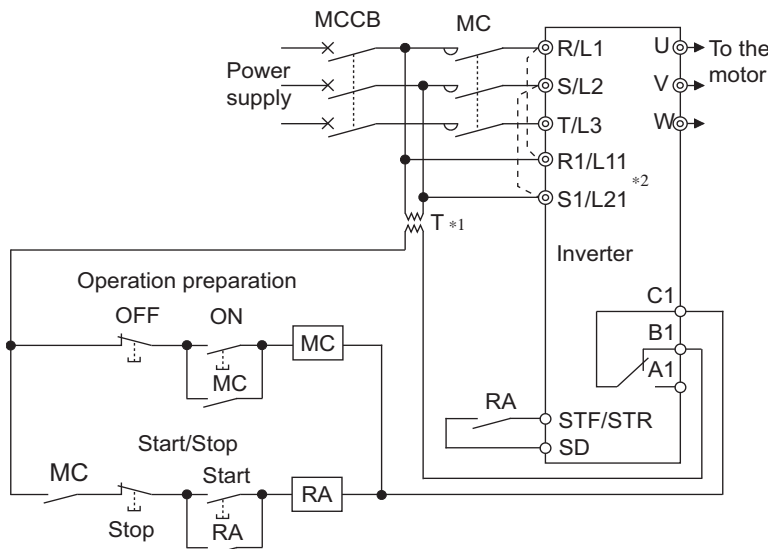 MCCB
MC
R/L1
U
To the
motor
Power
supply
S/L2
V
T/L3
W
R1/L11
*2
S1/L21
T *1
Inverter
Operation preparation
OFF
ON
MC
MC
C1
B1
A1
RA
STF/STR
SD
Start/Stop
MC
Start
RA
Stop
RA